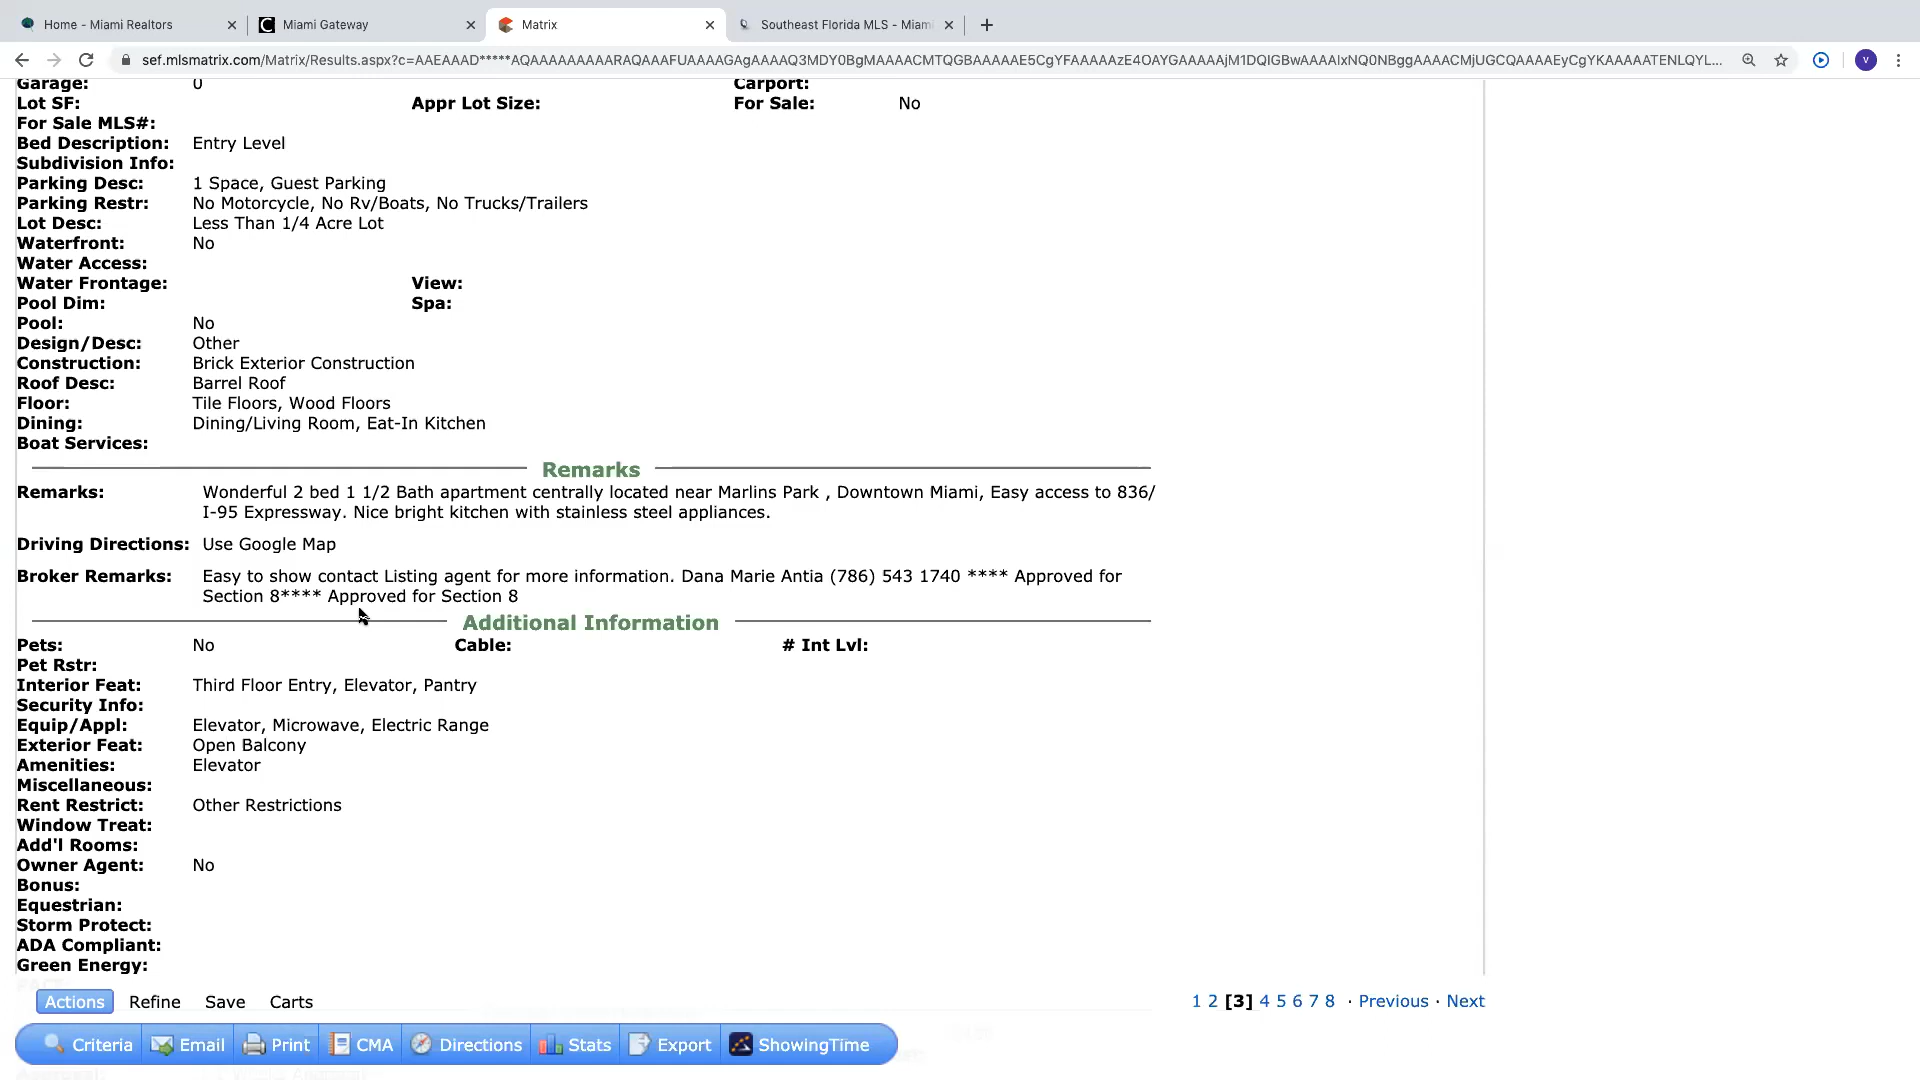 Home - Miami Realtors
Miami Gateway
Matrix
Southeast Florida MLS - Miami
sef.mlsmatrix.com/Matrix/Results.aspx?c=AAEAAAD*****AQAAAAAAAAARAQAAAFUAAAAGAgAAAAQ3MDY0BgMAAAACMTQGBAAAAAE5CgYFAAAAAzE4OAYGAAAAAjM1DQIGBwAAAAIxNQ0NBggAAAACMjUGCQAAAAEyCgYKAAAAATENLQYL...
Garage: 0 Carport:
Lot SF: Appr Lot Size: For Sale: No
For Sale MLS#:
Bed Description: Entry Level
Subdivision Info:
Parking Desc: 1 Space, Guest Parking
Parking Restr: No Motorcycle, No Rv/Boats, No Trucks/Trailers
Lot Desc: Less Than 1/4 Acre Lot
Waterfront: No
Water Access:
Water Frontage: View:
Pool Dim: Spa:
Pool: No
Design/Desc: Other
Construction: Brick Exterior Construction
Roof Desc: Barrel Roof
Floor: Tile Floors, Wood Floors
Dining: Dining/Living Room, Eat-In Kitchen
Boat Services:
Remarks
Remarks: Wonderful 2 bed 1 1/2 Bath apartment centrally located near Marlins Park , Downtown Miami, Easy access to 836/
I-95 Expressway. Nice bright kitchen with stainless steel appliances.
Driving Directions: Use Google Map
Broker Remarks: Easy to show contact Listing agent for more information. Dana Marie Antia (786) 543 1740 **** Approved for
Section 8**** Approved for Section 8
Additional Information
Pets: No Cable: # Int Lvl:
Pet Rstr:
Interior Feat: Third Floor Entry, Elevator, Pantry
Security Info:
Equip/Appl: Elevator, Microwave, Electric Range
Exterior Feat: Open Balcony
Amenities: Elevator
Miscellaneous:
Rent Restrict: Other Restrictions
Window Treat:
Add'l Rooms:
Owner Agent: No
Bonus:
Equestrian:
Storm Protect:
ADA Compliant:
Green Energy:
Actions Refine Save Carts 1 2 [3] 4 5 6 7 8 · Previous · Next
Criteria Email Print CMA Directions Stats Export ShowingTime